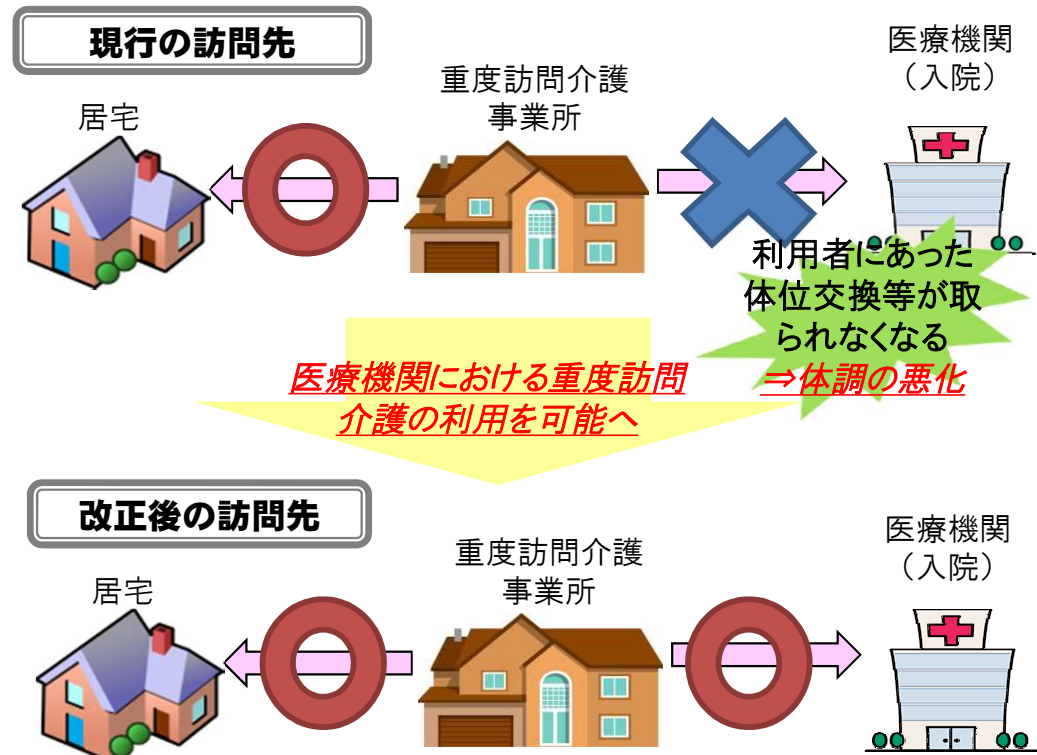 現行の訪問先
居宅
重度訪問介護
事業所
医療機関
（入院）
利用者にあった
体位交換等が取
られなくなる
⇒体調の悪化
医療機関における重度訪問
介護の利用を可能へ
改正後の訪問先
居宅
重度訪問介護
事業所
医療機関
（入院）